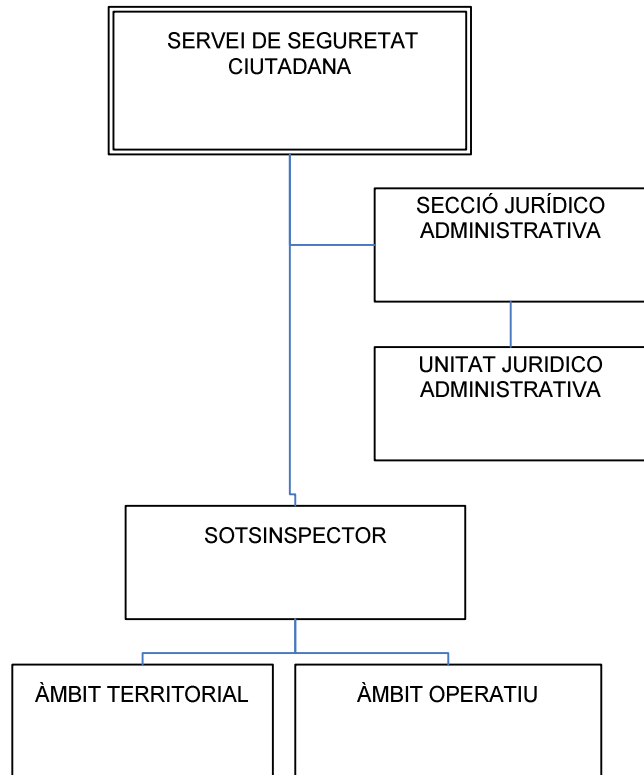 SERVEI DE SEGURETAT
CIUTADANA
SECCIÓ JURÍDICO
ADMINISTRATIVA
UNITAT JURIDICO
ADMINISTRATIVA
SOTSINSPECTOR
ÀMBIT TERRITORIAL
ÀMBIT OPERATIU